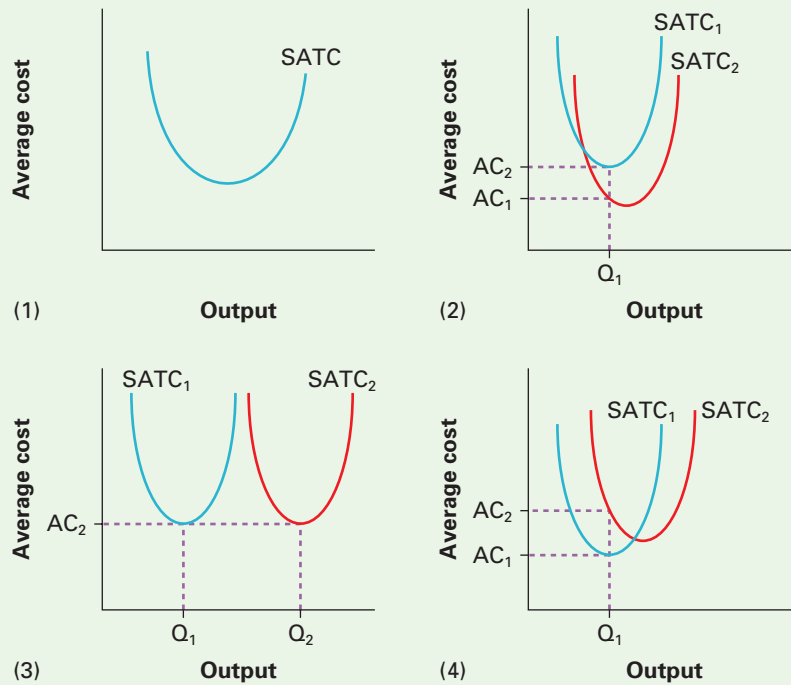 Average cost
SATC
(1)
Output
Average cost
SATC₁
SATC₂
AC₂
AC₁
Q₁
(2)
Output
Average cost
SATC₁
SATC₂
AC₂
Q₁
Q₂
(3)
Output
Average cost
SATC₁
SATC₂
AC₂
AC₁
Q₁
(4)
Output